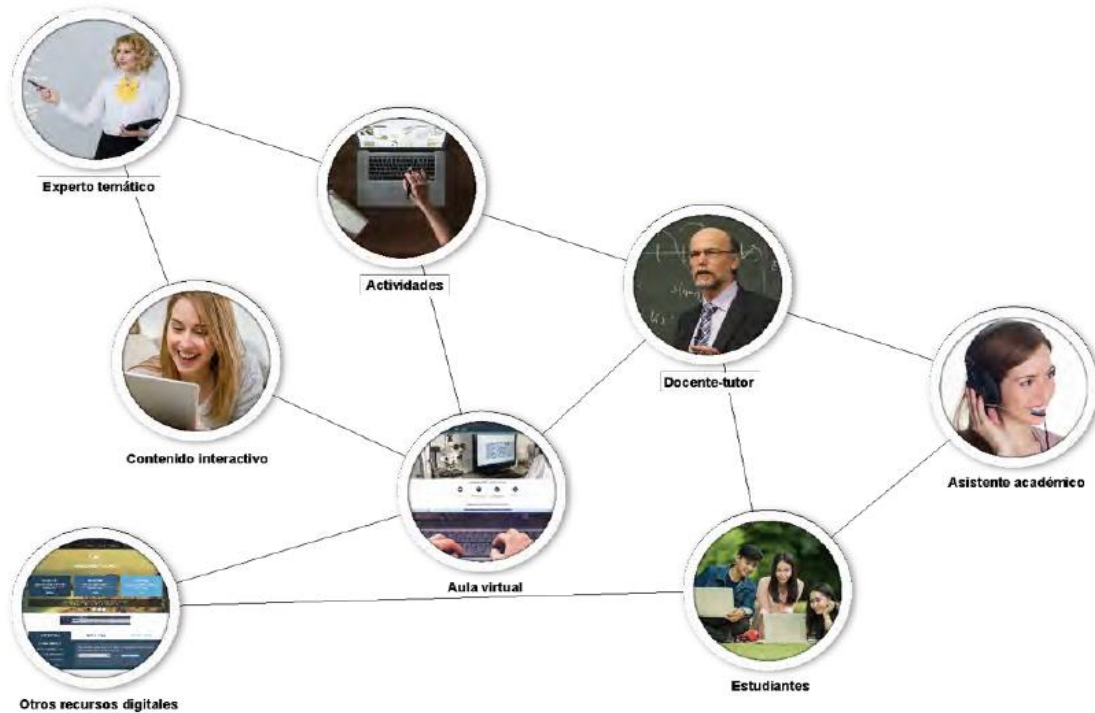 Experto temático
Actividades
Docente-tutor
Contenido interactivo
Asistente académico
Aula virtual
Estudiantes
Otros recursos digitales